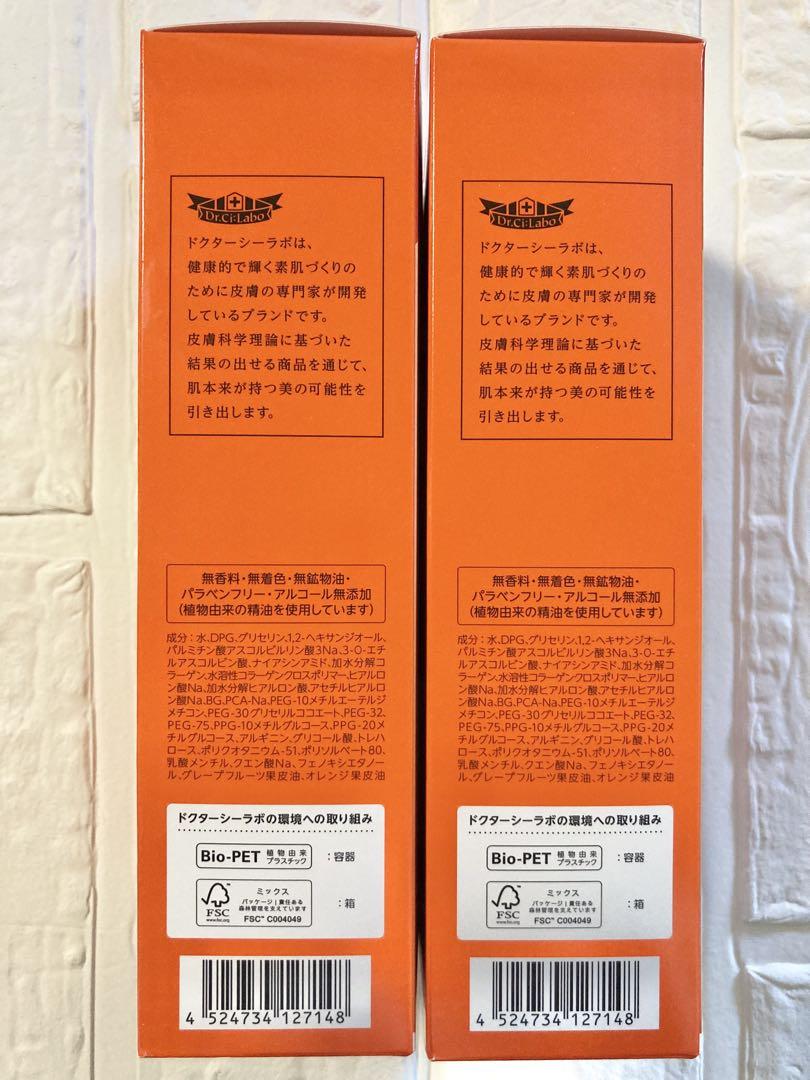 Dr.Ci:Labo
ドクターシーラボは、
健康的で輝く素肌づくりの
ために皮膚の専門家が開発
しているブランドです。
皮膚科学理論に基づいた
結果の出せる商品を通じて、
肌本来が持つ美の可能性を
引き出します。
無香料・無着色・無鉱物油・
パラベンフリー・アルコール無添加
(植物由来の精油を使用しています)
成分：水、DPG、グリセリン、1,2-ヘキサンジオール、
パルミチン酸アスコルビルリン酸3Na、3-O-エチ
ルアスコルビン酸、ナイアシンアミド、加水分解コ
ラーゲン、水溶性コラーゲンクロスポリマー、ヒアルロ
ン酸Na、加水分解ヒアルロン酸、アセチルヒアルロ
ン酸Na、BG、PCA-Na、PEG-10メチルエーテルジ
メチコン、PEG-30グリセリルココエート、PEG-32、
PEG-75、PPG-10メチルグルコース、PPG-20メ
チルグルコース、アルギニン、グリコール酸、トレハ
ロース、ポリクオタニウム-51、ポリソルベート80、
乳酸メンチル、クエン酸Na、フェノキシエタノー
ル、グレープフルーツ果皮油、オレンジ果皮油
ドクターシーラボの環境への取り組み
Bio-PET 植物由来プラスチック ：容器
FSC www.fsc.org ミックス ：箱
パッケージ|責任ある
森林管理を支えています
FSC™ C004049
4 524734 127148
Dr.Ci:Labo
ドクターシーラボは、
健康的で輝く素肌づくりの
ために皮膚の専門家が開発
しているブランドです。
皮膚科学理論に基づいた
結果の出せる商品を通じて、
肌本来が持つ美の可能性を
引き出します。
無香料・無着色・無鉱物油・
パラベンフリー・アルコール無添加
(植物由来の精油を使用しています)
成分：水、DPG、グリセリン、1,2-ヘキサンジオール、
パルミチン酸アスコルビルリン酸3Na、3-O-エチ
ルアスコルビン酸、ナイアシンアミド、加水分解コ
ラーゲン、水溶性コラーゲンクロスポリマー、ヒアルロ
ン酸Na、加水分解ヒアルロン酸、アセチルヒアルロ
ン酸Na、BG、PCA-Na、PEG-10メチルエーテルジ
メチコン、PEG-30グリセリルココエート、PEG-32、
PEG-75、PPG-10メチルグルコース、PPG-20メ
チルグルコース、アルギニン、グリコール酸、トレハ
ロース、ポリクオタニウム-51、ポリソルベート80、
乳酸メンチル、クエン酸Na、フェノキシエタノー
ル、グレープフルーツ果皮油、オレンジ果皮油
ドクターシーラボの環境への取り組み
Bio-PET 植物由来プラスチック ：容器
FSC www.fsc.org ミックス ：箱
パッケージ|責任ある
森林管理を支えています
FSC™ C004049
4 524734 127148